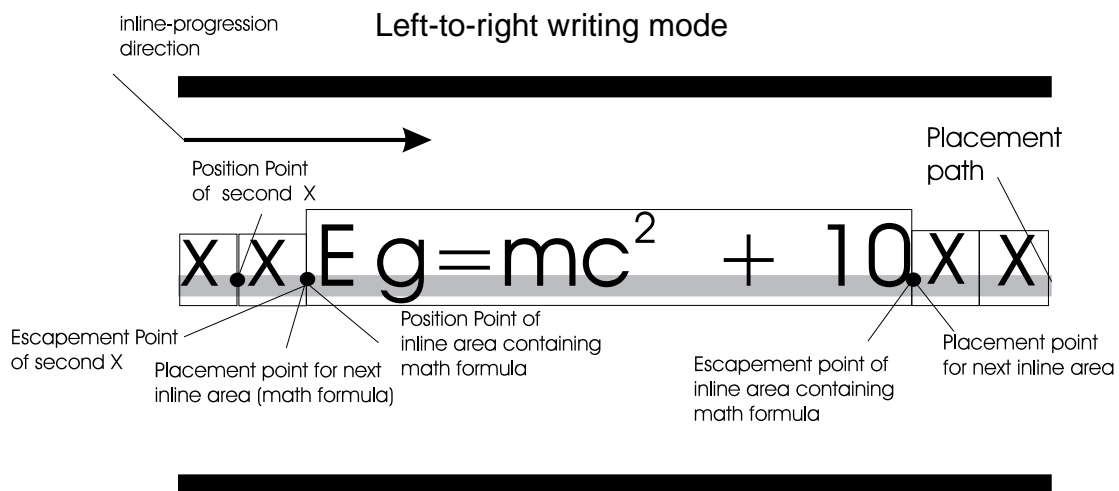 inline-progression
direction
Left-to-right writing mode
Position Point
of second X
Placement
path
X X E g=mc² + 10 X X
Escapement Point
of second X
Placement point for next
inline area (math formula)
Position Point of
inline area containing
math formula
Escapement point of
inline area containing
math formula
Placement point
for next inline area